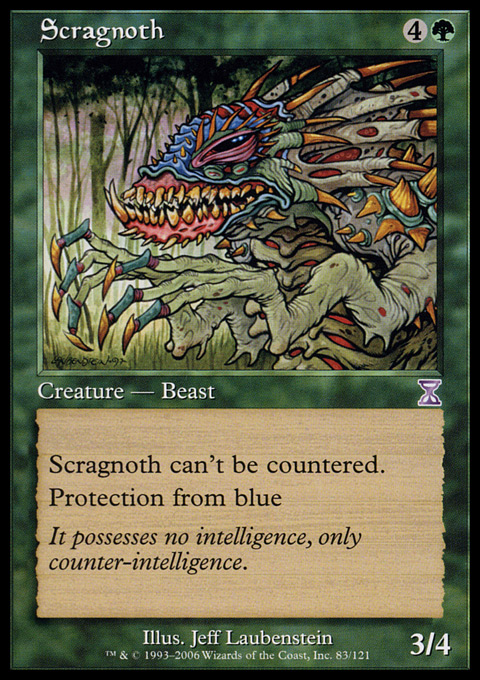 Scragnoth 4
Creature — Beast
Scragnoth can't be countered.
Protection from blue
It possesses no intelligence, only
counter-intelligence.
Illus. Jeff Laubenstein
3/4
™ & © 1993-2006 Wizards of the Coast, Inc. 83/121